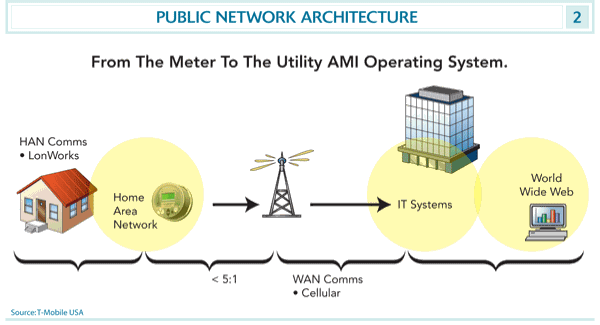 PUBLIC NETWORK ARCHITECTURE
2
From The Meter To The Utility AMI Operating System.
HAN Comms
• LonWorks
Home
Area
Network
IT Systems
World
Wide Web
< 5:1
WAN Comms
• Cellular
Source:T-Mobile USA